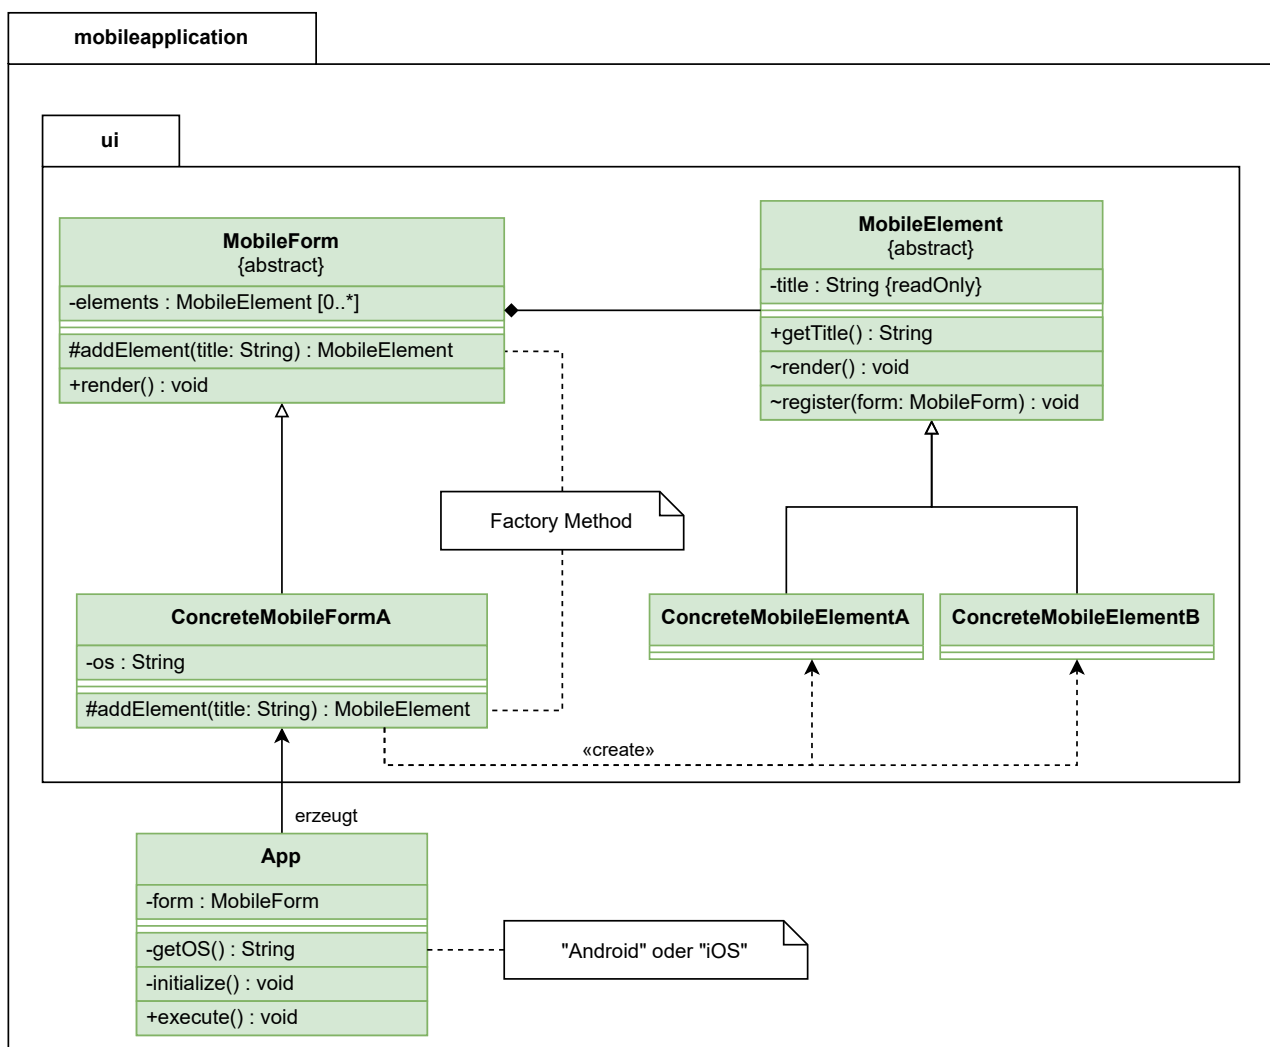 mobileapplication
ui
MobileForm
{abstract}
-elements : MobileElement [0..*]
#addElement(title: String) : MobileElement
+render() : void
MobileElement
{abstract}
-title : String {readOnly}
+getTitle() : String
~render() : void
~register(form: MobileForm) : void
Factory Method
ConcreteMobileFormA
-os : String
#addElement(title: String) : MobileElement
ConcreteMobileElementA
ConcreteMobileElementB
«create»
erzeugt
App
-form : MobileForm
-getOS() : String
-initialize() : void
+execute() : void
"Android" oder "iOS"